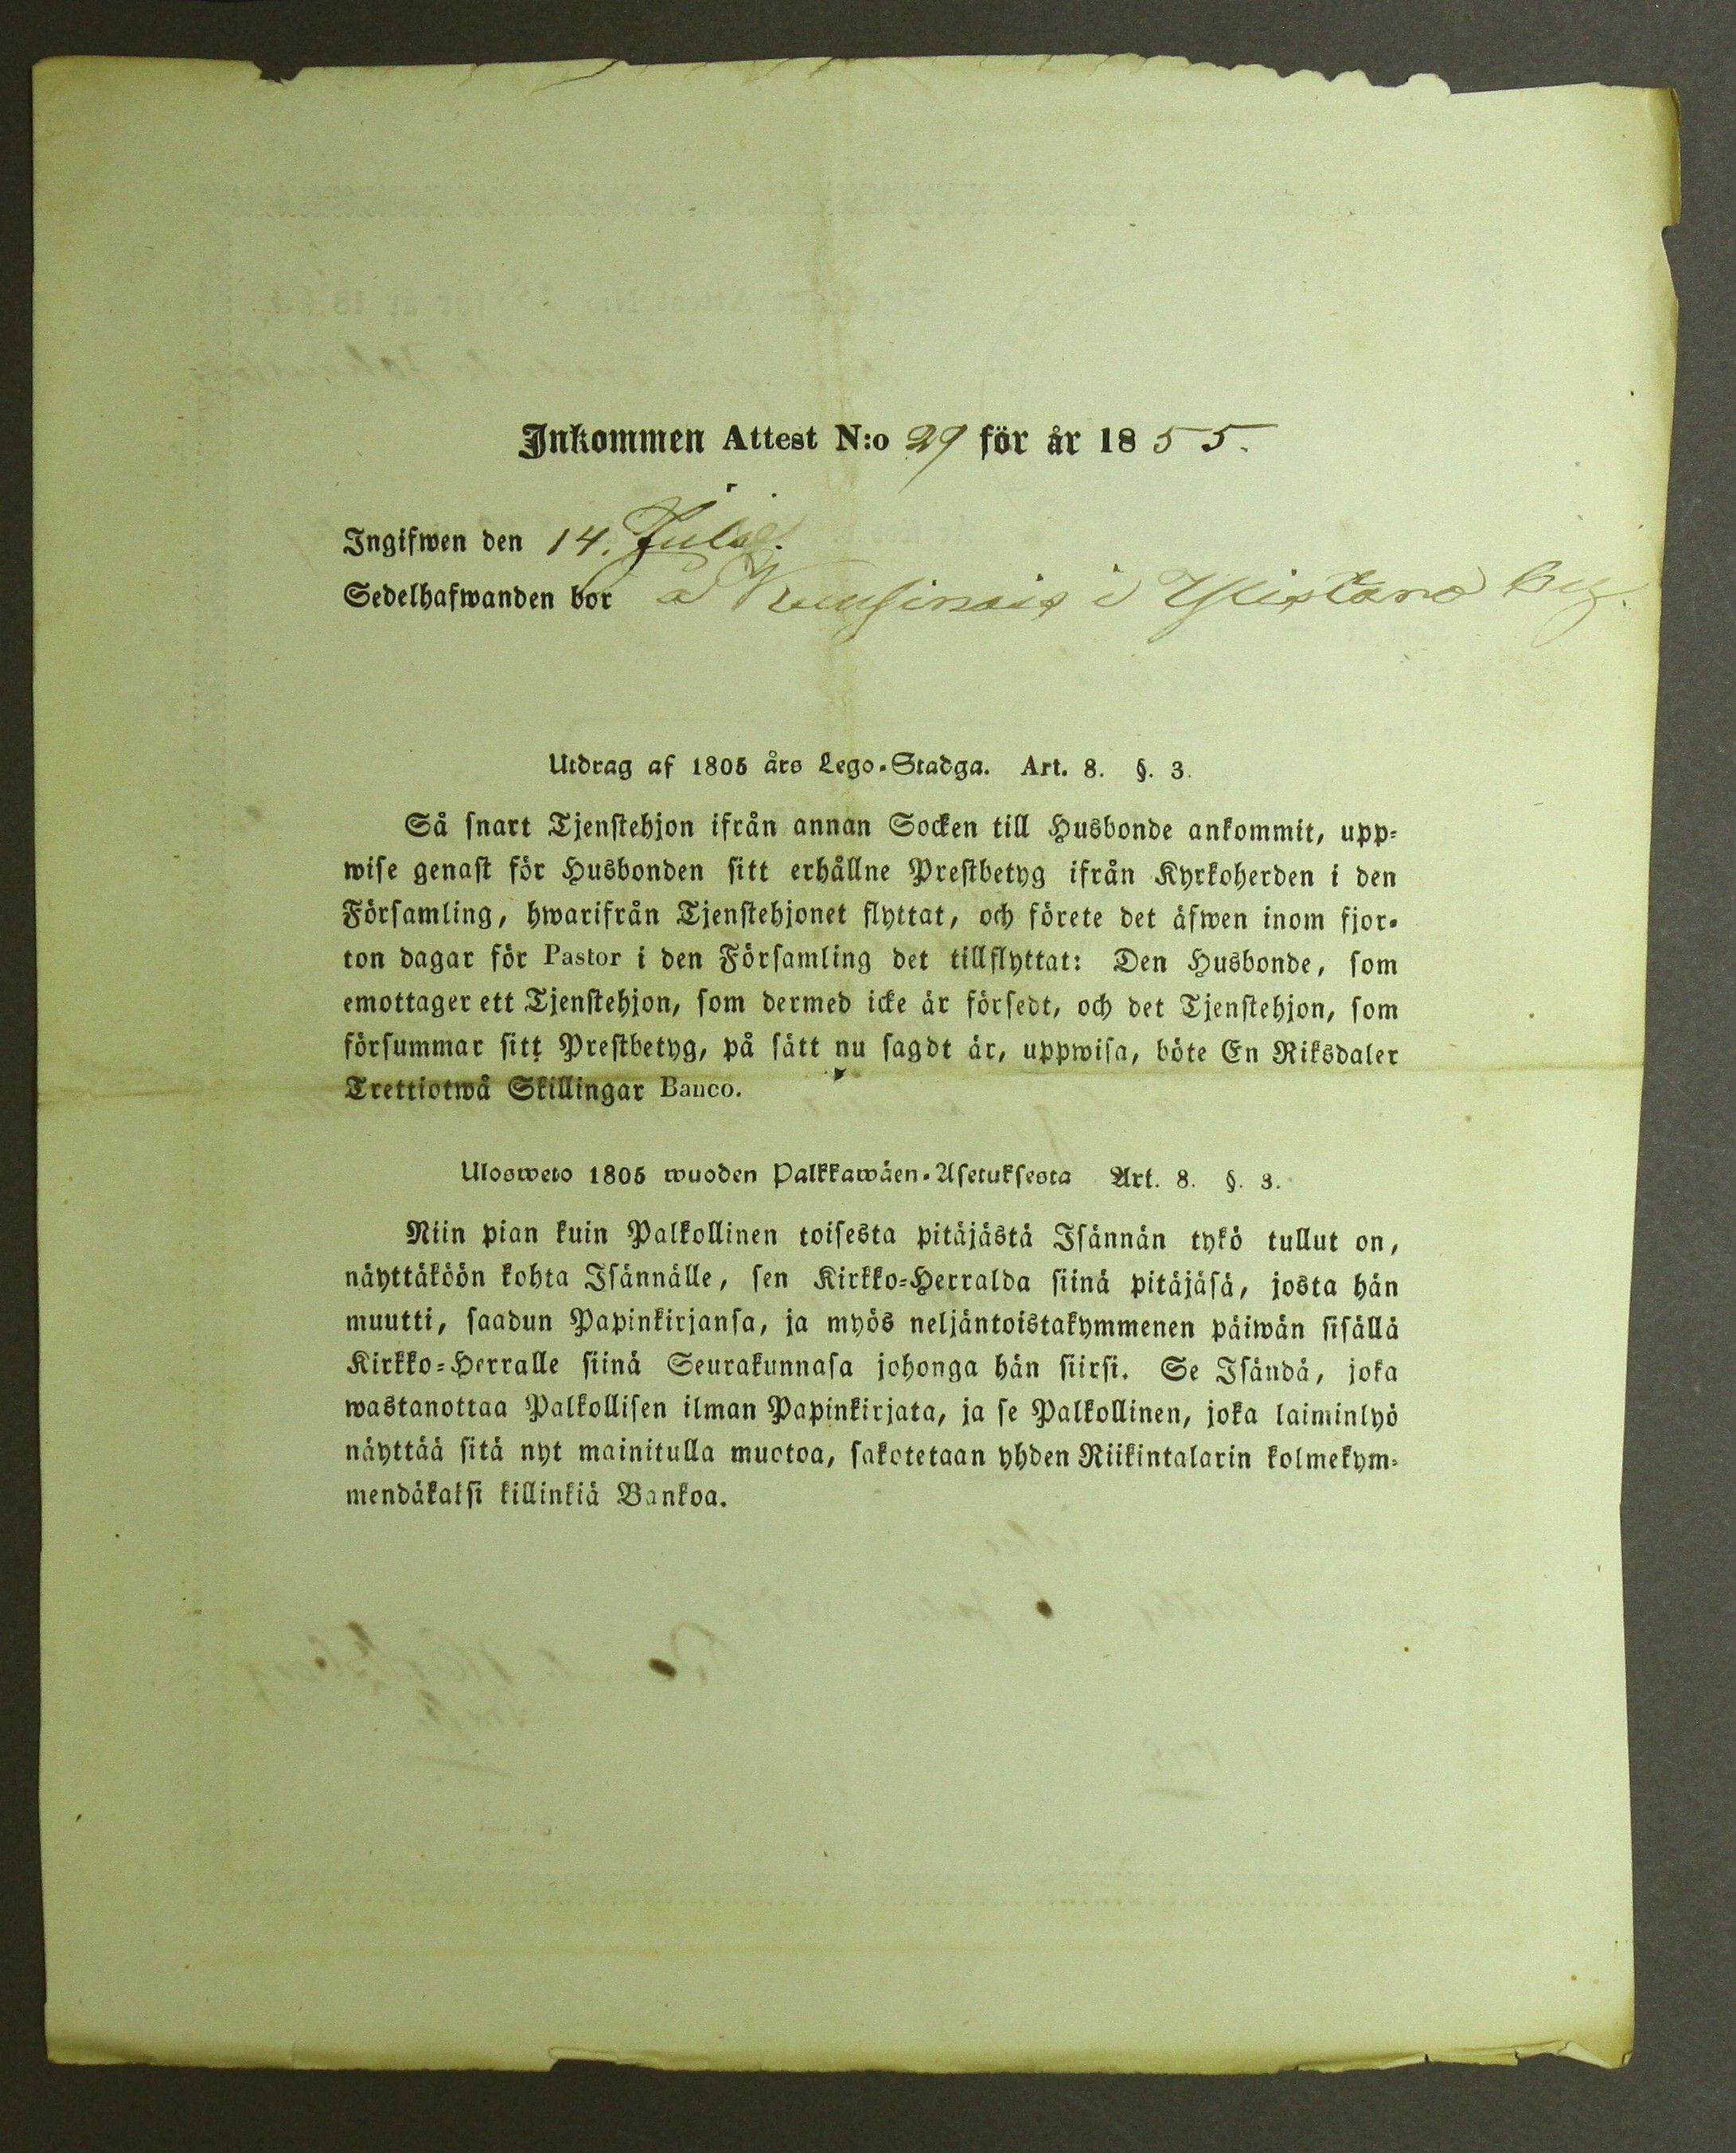 Inkommen Attest N:o 29 för år 1855.
Ingifwen den 14. Julii.
Sedelhafwanden bor å i Ylistaro by.
Utdrag af 1805 års Lego-Stadga. Art. 8. §. 3.
Så snart Tjenstehjon ifrån annan Socken till Husbonde ankommit, upp-
wise genast för Husbonden sitt erhållne Prestbetyg ifrån Kyrkoherden i den
Församling, hwarifrån Tjenstehjonet flyttat, och förete det äfwen inom fjor-
ton dagar för Pastor i den Församling det tillflyttat: Den Husbonde, som
emottager ett Tjenstehjon, som dermed icke är försedt, och det Tjenstehjon, som
försummar sitt Prestbetyg, på sätt nu sagdt är, uppwisa, böte En Riksdaler
Trettiotwå Skillingar Banco.
Ulosweto 1805 wuoden Palkkawäen-Asetuksesta Art. 8. §. 3.
Niin pian kuin Palkollinen toisesta pitäjästä Isännän tykö tullut on,
näyttäköön kohta Isännälle, sen Kirkko-Herralda siinä pitäjäsä, josta hän
muutti, saadun Papinkirjansa, ja myös neljäntoistakymmenen päiwän sisällä
Kirkko-Herralle siinä Seurakunnasa johonga hän siirsi. Se Isändä, joka
wastanottaa Palkollisen ilman Papinkirjata, ja se Palkollinen, joka laiminlyö
näyttää sitä nyt mainitulla muotoa, sakotetaan yhden Riikintalarin kolmekym-
mendäkaksi killinkiä Bankoa.